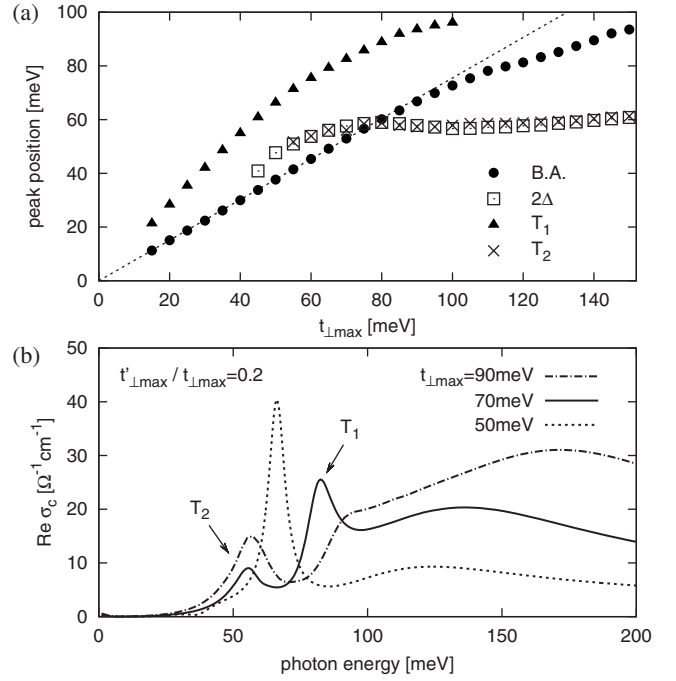 (a)
100
80
60
40
20
0
peak position [meV]
B.A.
2Δ
T₁
T₂
0 20 40 60 80 100 120 140
t⊥max [meV]
(b)
50
40
30
20
10
0
Re σc [Ω⁻¹cm⁻¹]
t'⊥max / t⊥max=0.2
t⊥max=90meV
70meV
50meV
T₁
T₂
0 50 100 150 200
photon energy [meV]